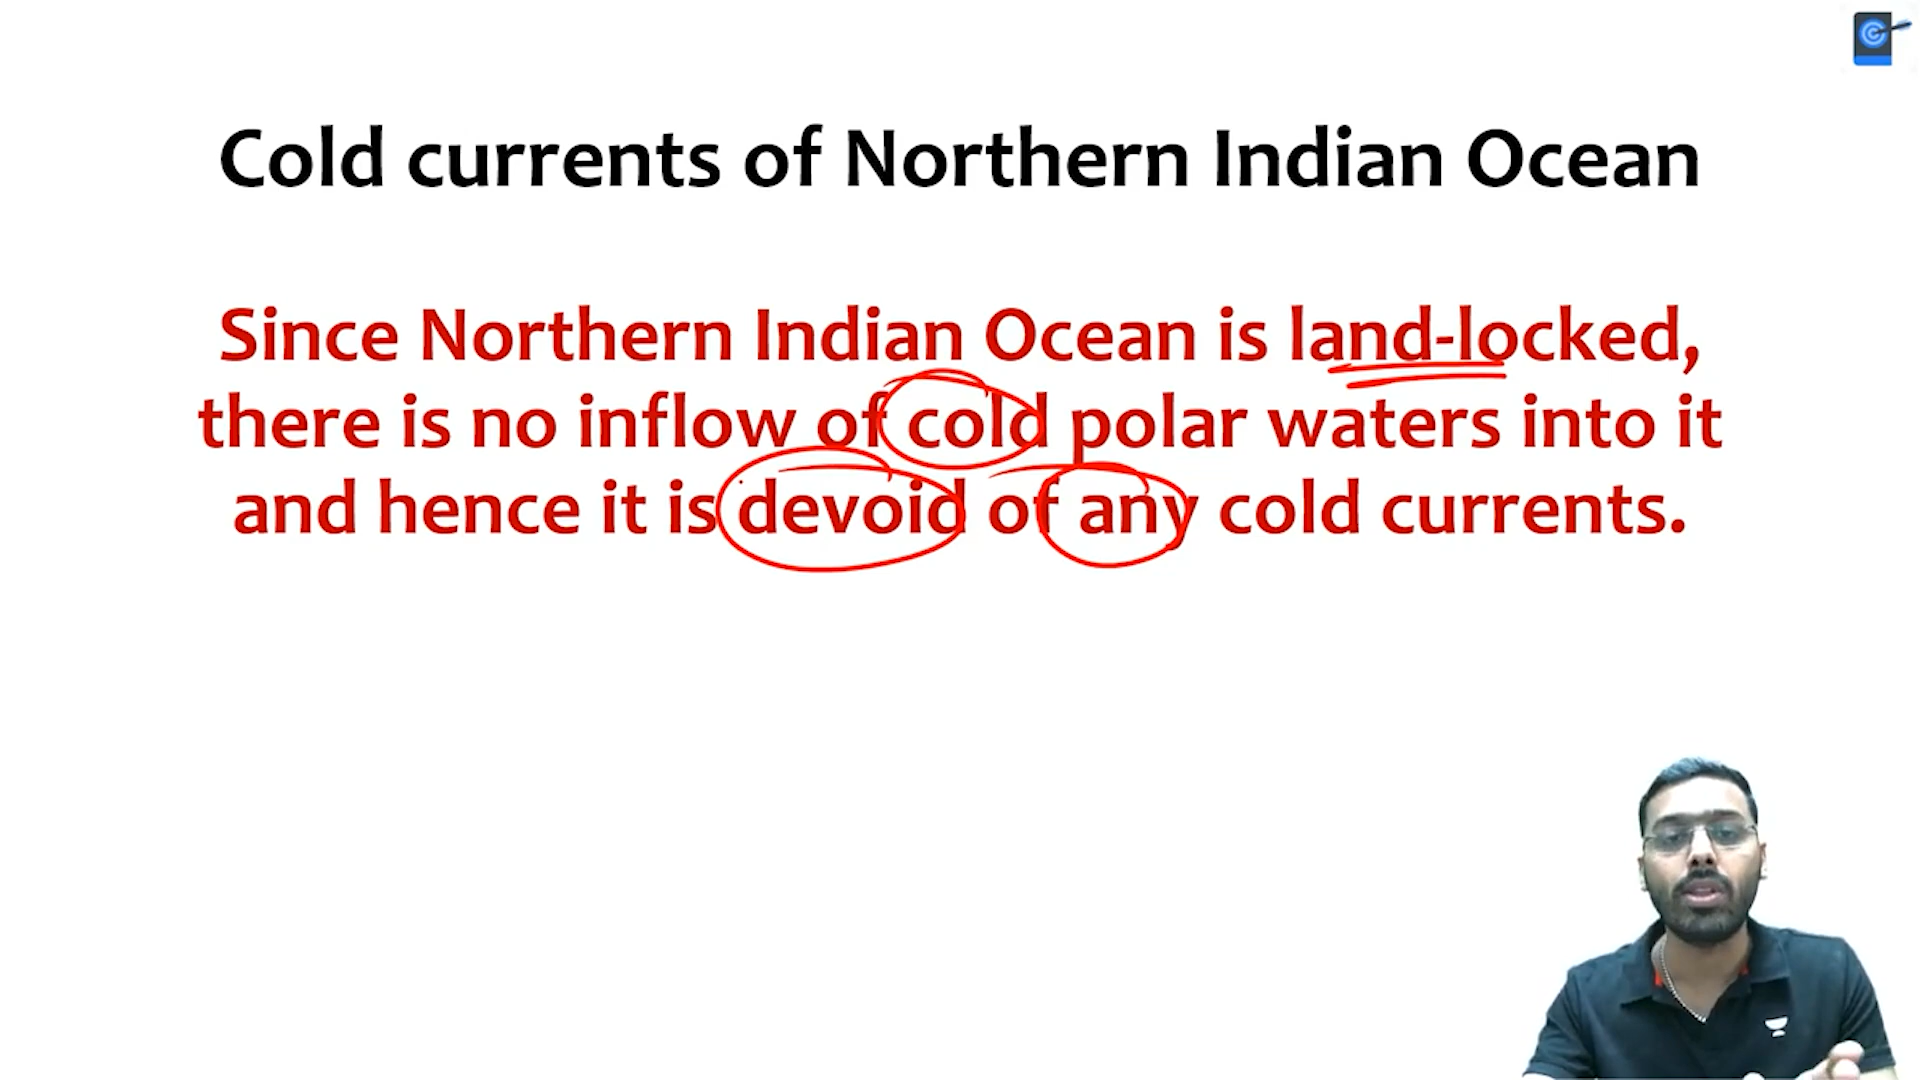 Cold currents of Northern Indian Ocean
Since Northern Indian Ocean is land-locked,
there is no inflow of cold polar waters into it
and hence it is devoid of any cold currents.